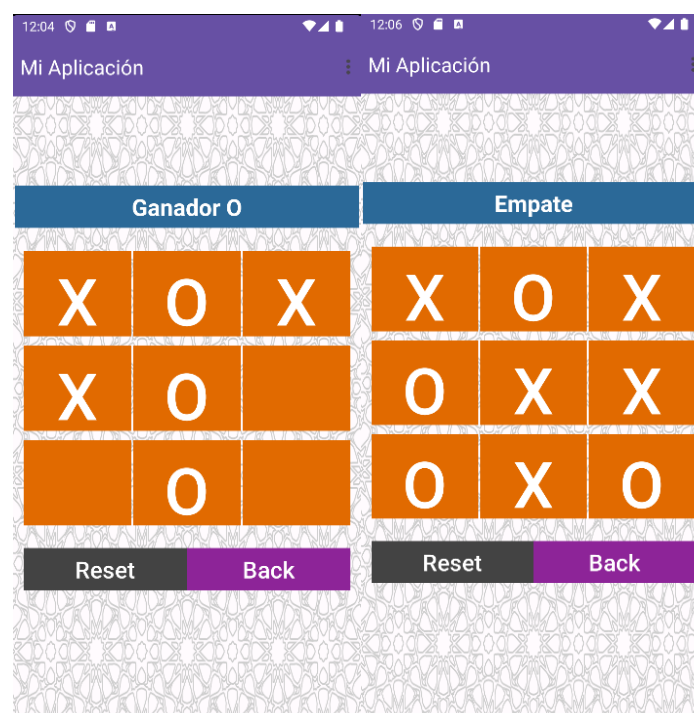 12:04
Mi Aplicación
Ganador O
X O X
X O
O
Reset Back
12:06
Mi Aplicación
Empate
X O X
O X X
O X O
Reset Back